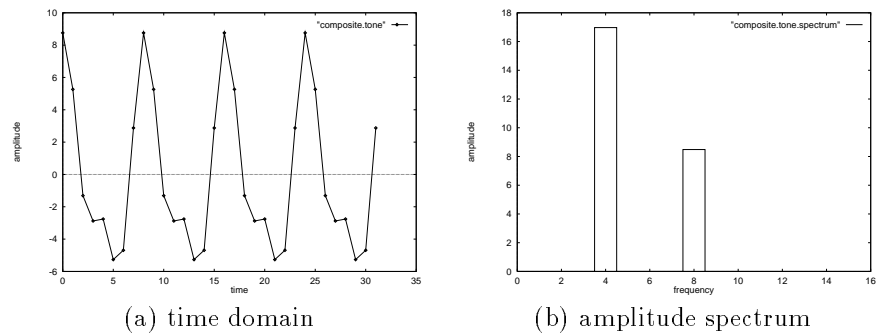 10
8
6
4
2
0
-2
-4
-6
0 5 10 15 20 25 30 35
amplitude
time
"composite.tone"
(a) time domain
18
16
14
12
10
8
6
4
2
0
0 2 4 6 8 10 12 14 16
amplitude
frequency
"composite.tone.spectrum"
(b) amplitude spectrum